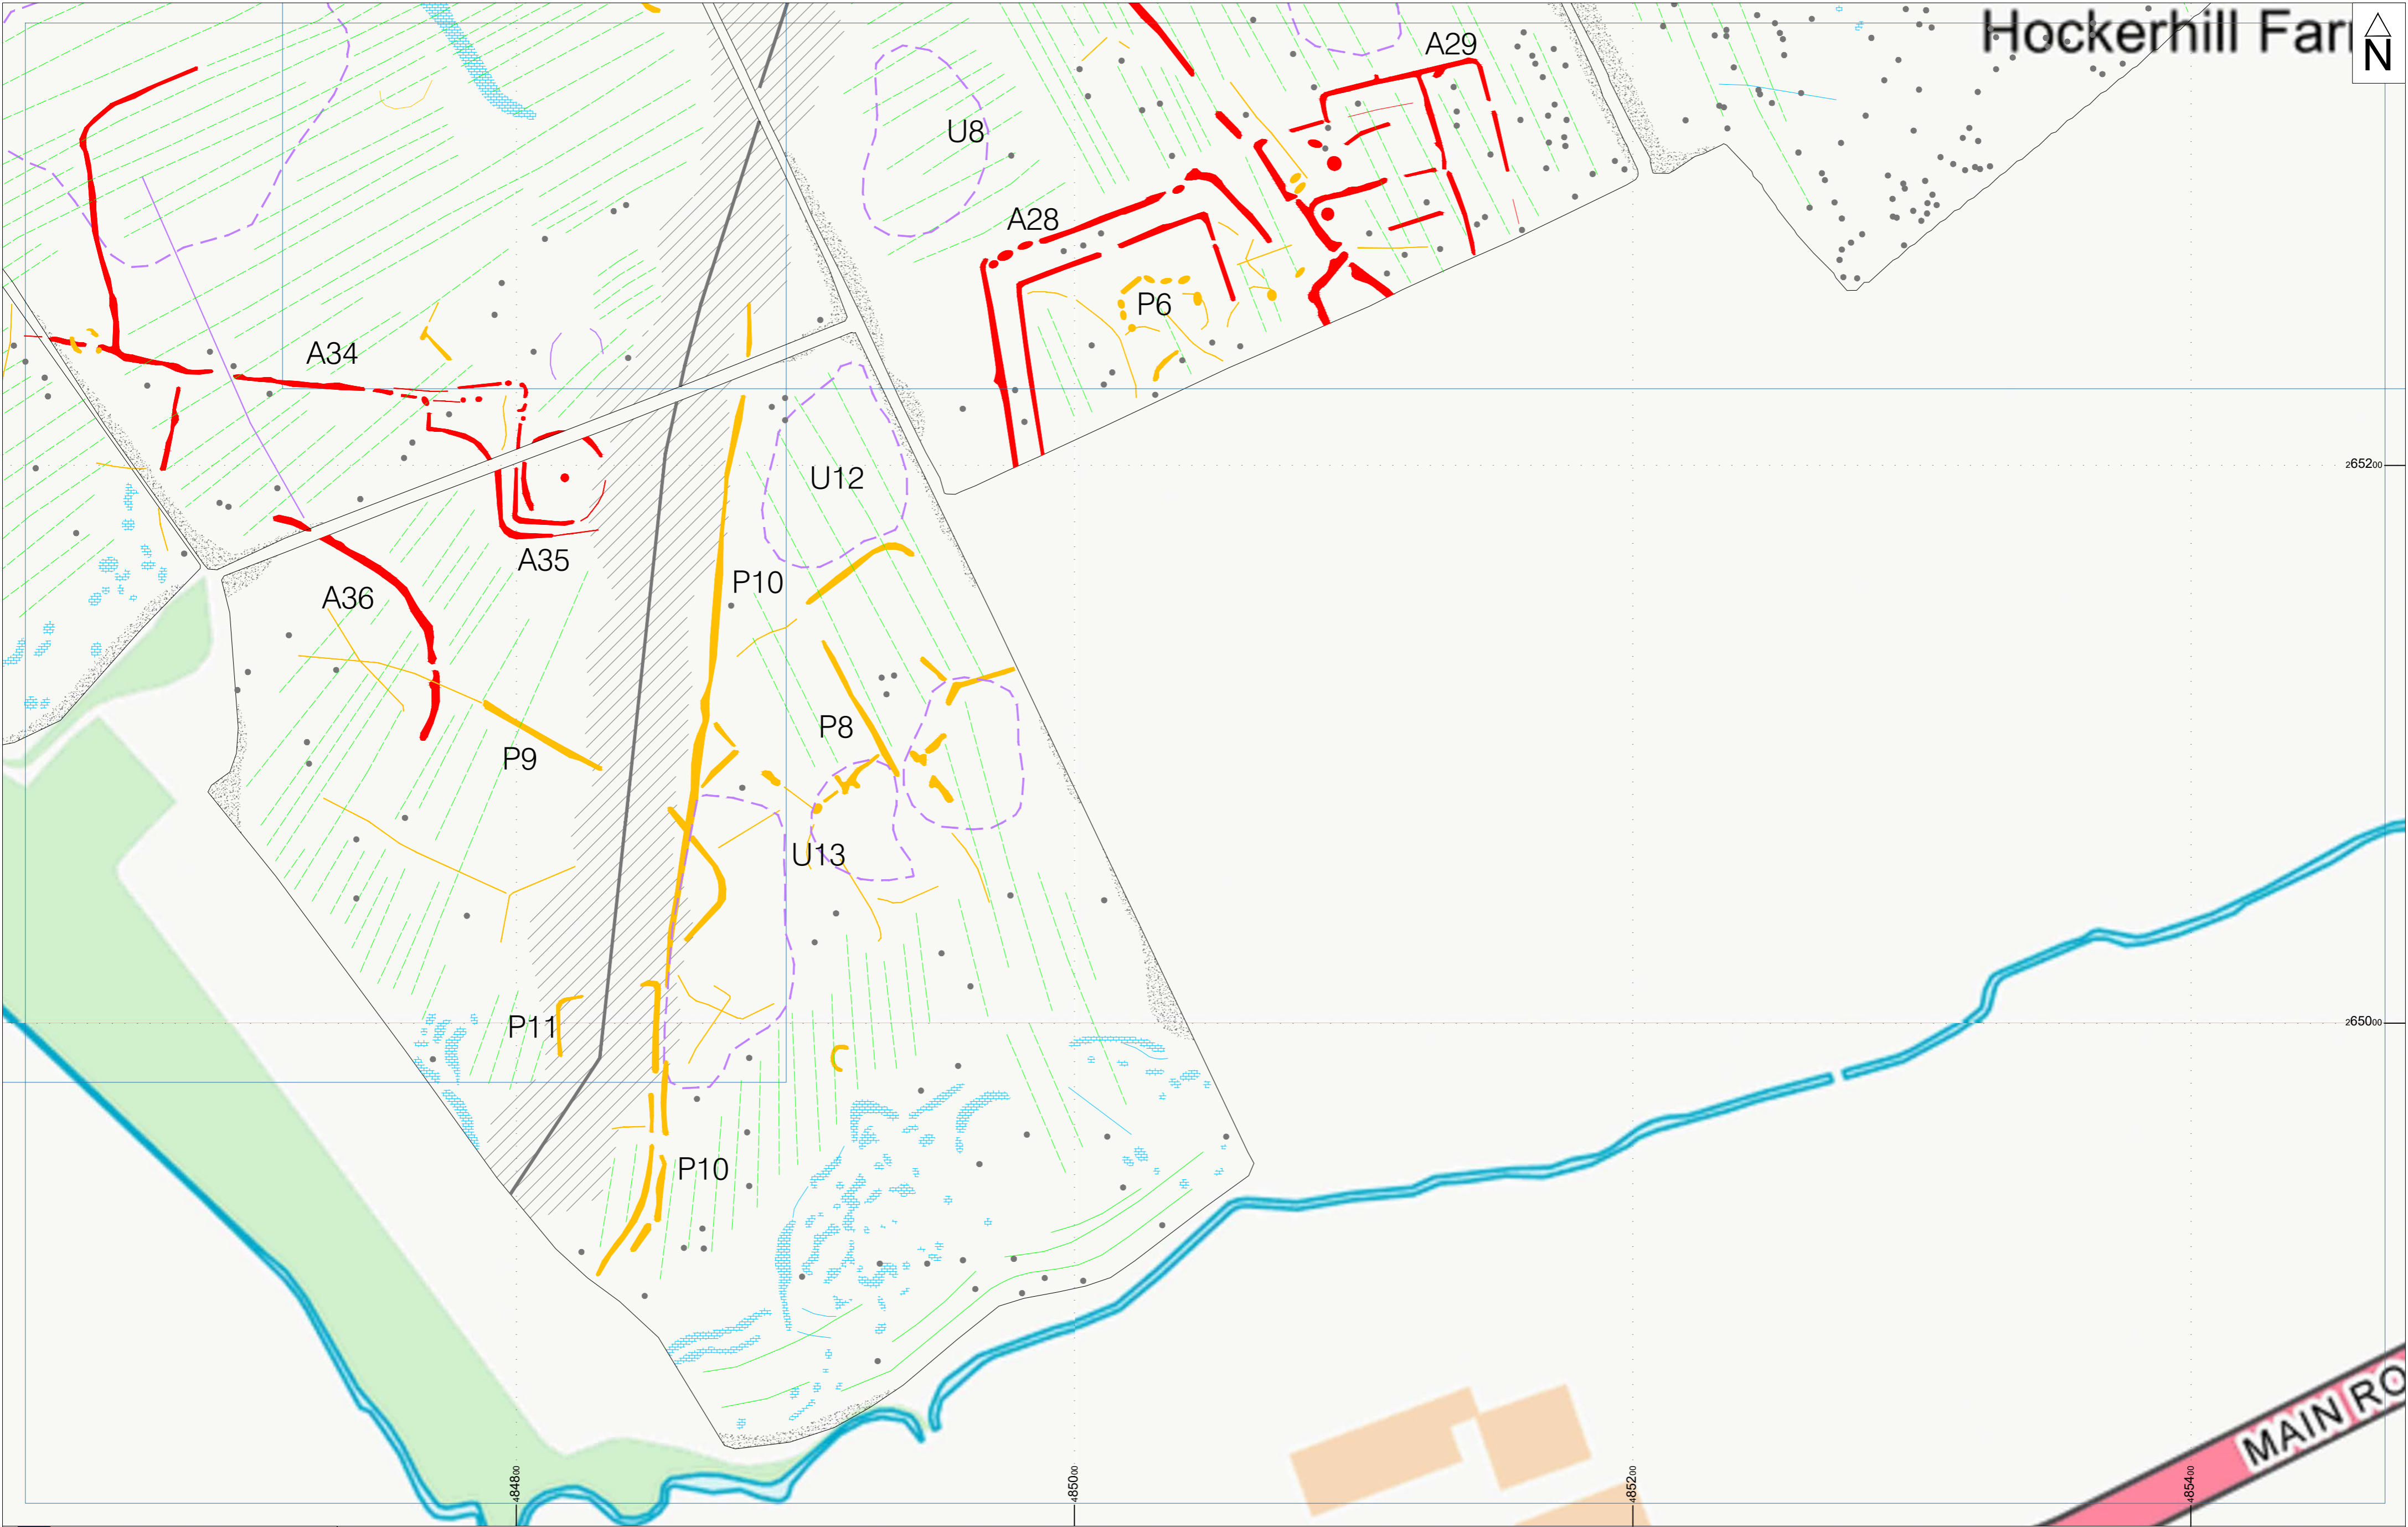 Hockerhill Far
N
A29
U8
A28
P6
A34
U12
265200
A35
P10
A36
P8
P9
U13
P11
265000
P10
MAIN RO
484800
485000
485200
485400